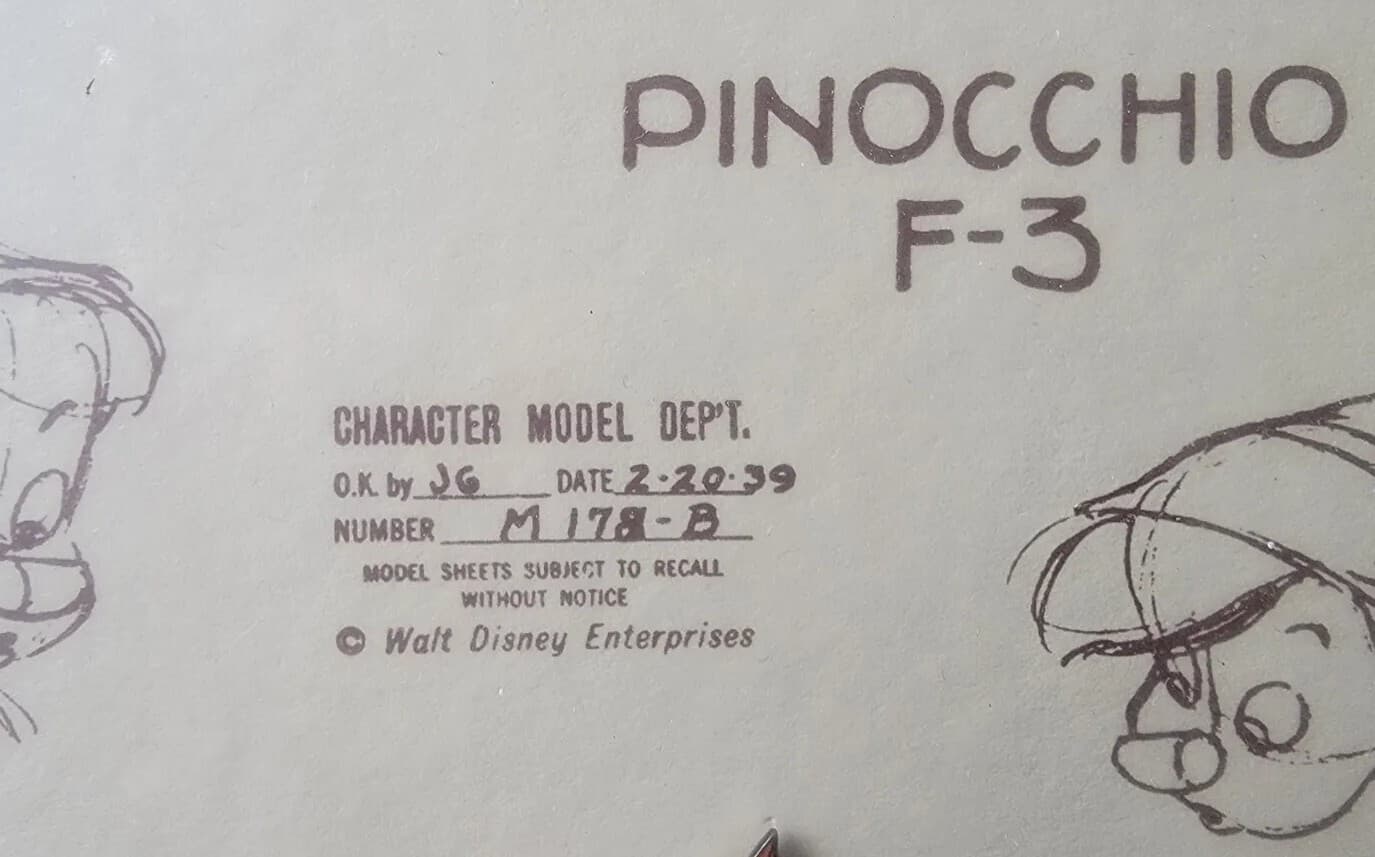 PINOCCHIO
F-3
CHARACTER MODEL DEP'T.
O.K. by JG DATE 2·20·39
NUMBER M 178-B
MODEL SHEETS SUBJECT TO RECALL
WITHOUT NOTICE
© Walt Disney Enterprises